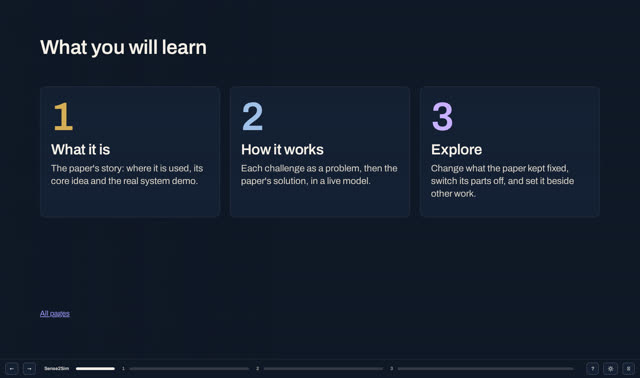 What you will learn
1
What it is
The paper's story: where it is used, its
core idea and the real system demo.
2
How it works
Each challenge as a problem, then the
paper's solution, in a live model.
3
Explore
Change what the paper kept fixed,
switch its parts off, and set it beside
other work.
All pages
← → Sense2Sim 1 2 3 ?